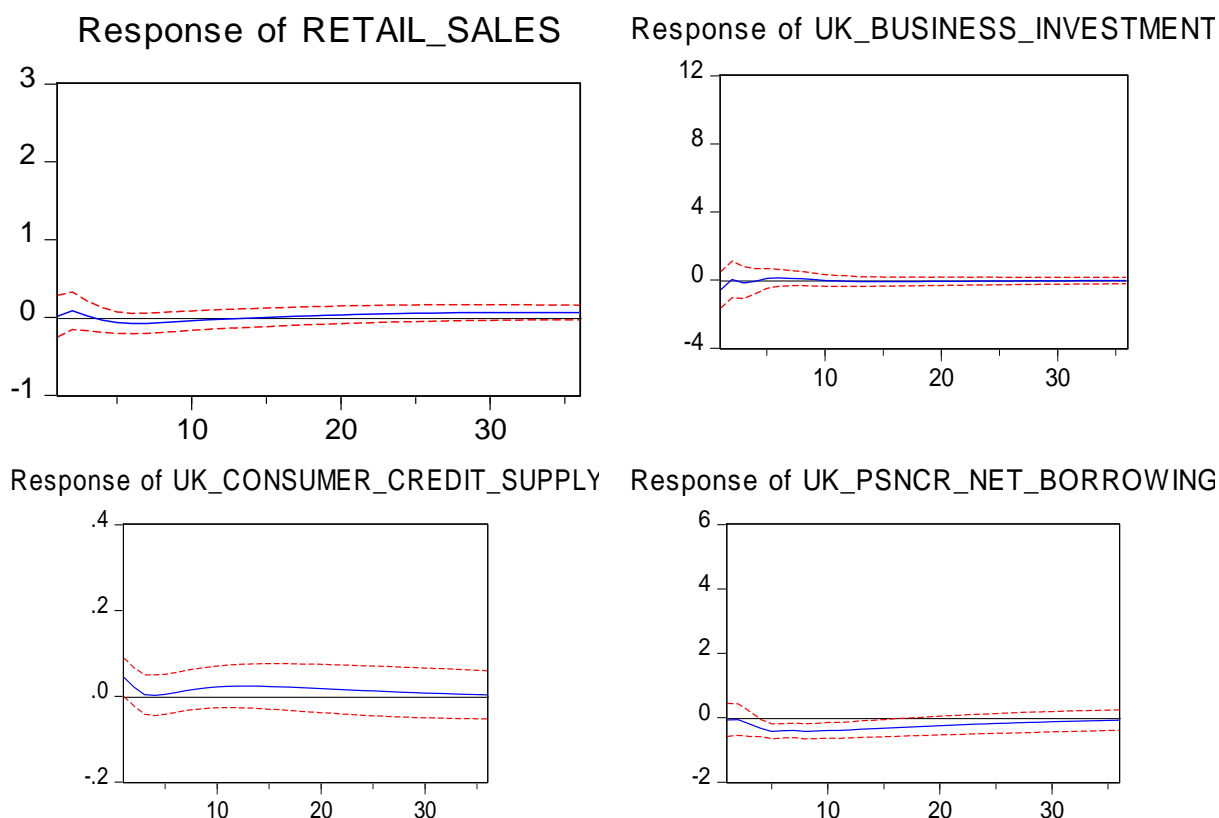 Response of RETAIL_SALES
3
2
1
0
-1
10 20 30
Response of UK_BUSINESS_INVESTMENT
12
8
4
0
-4
10 20 30
Response of UK_CONSUMER_CREDIT_SUPPLY
.4
.2
.0
-.2
10 20 30
Response of UK_PSNCR_NET_BORROWING
6
4
2
0
-2
10 20 30